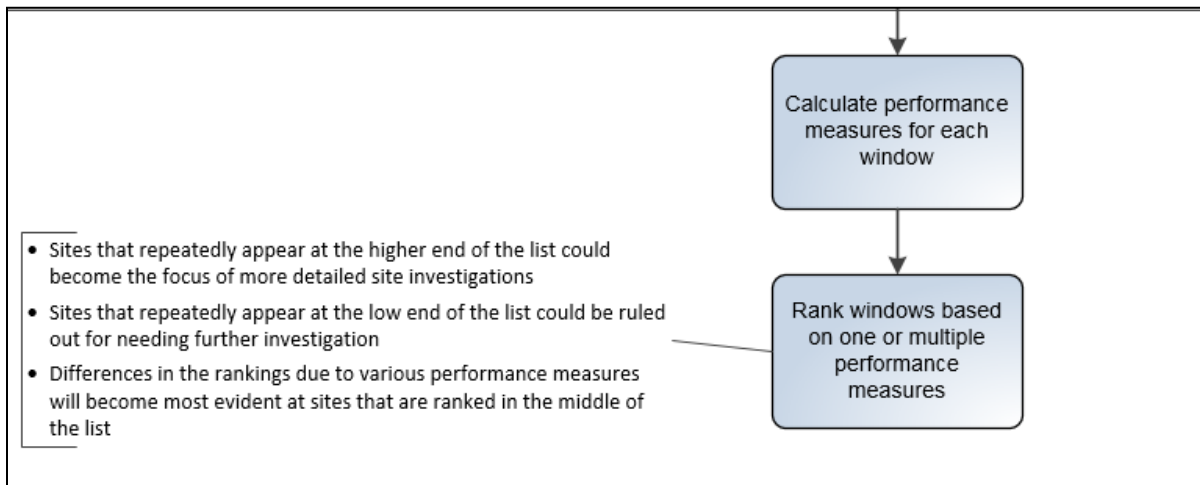 Calculate performance
measures for each
window
• Sites that repeatedly appear at the higher end of the list could
become the focus of more detailed site investigations
• Sites that repeatedly appear at the low end of the list could be ruled
out for needing further investigation
• Differences in the rankings due to various performance measures
will become most evident at sites that are ranked in the middle of
the list
Rank windows based
on one or multiple
performance
measures